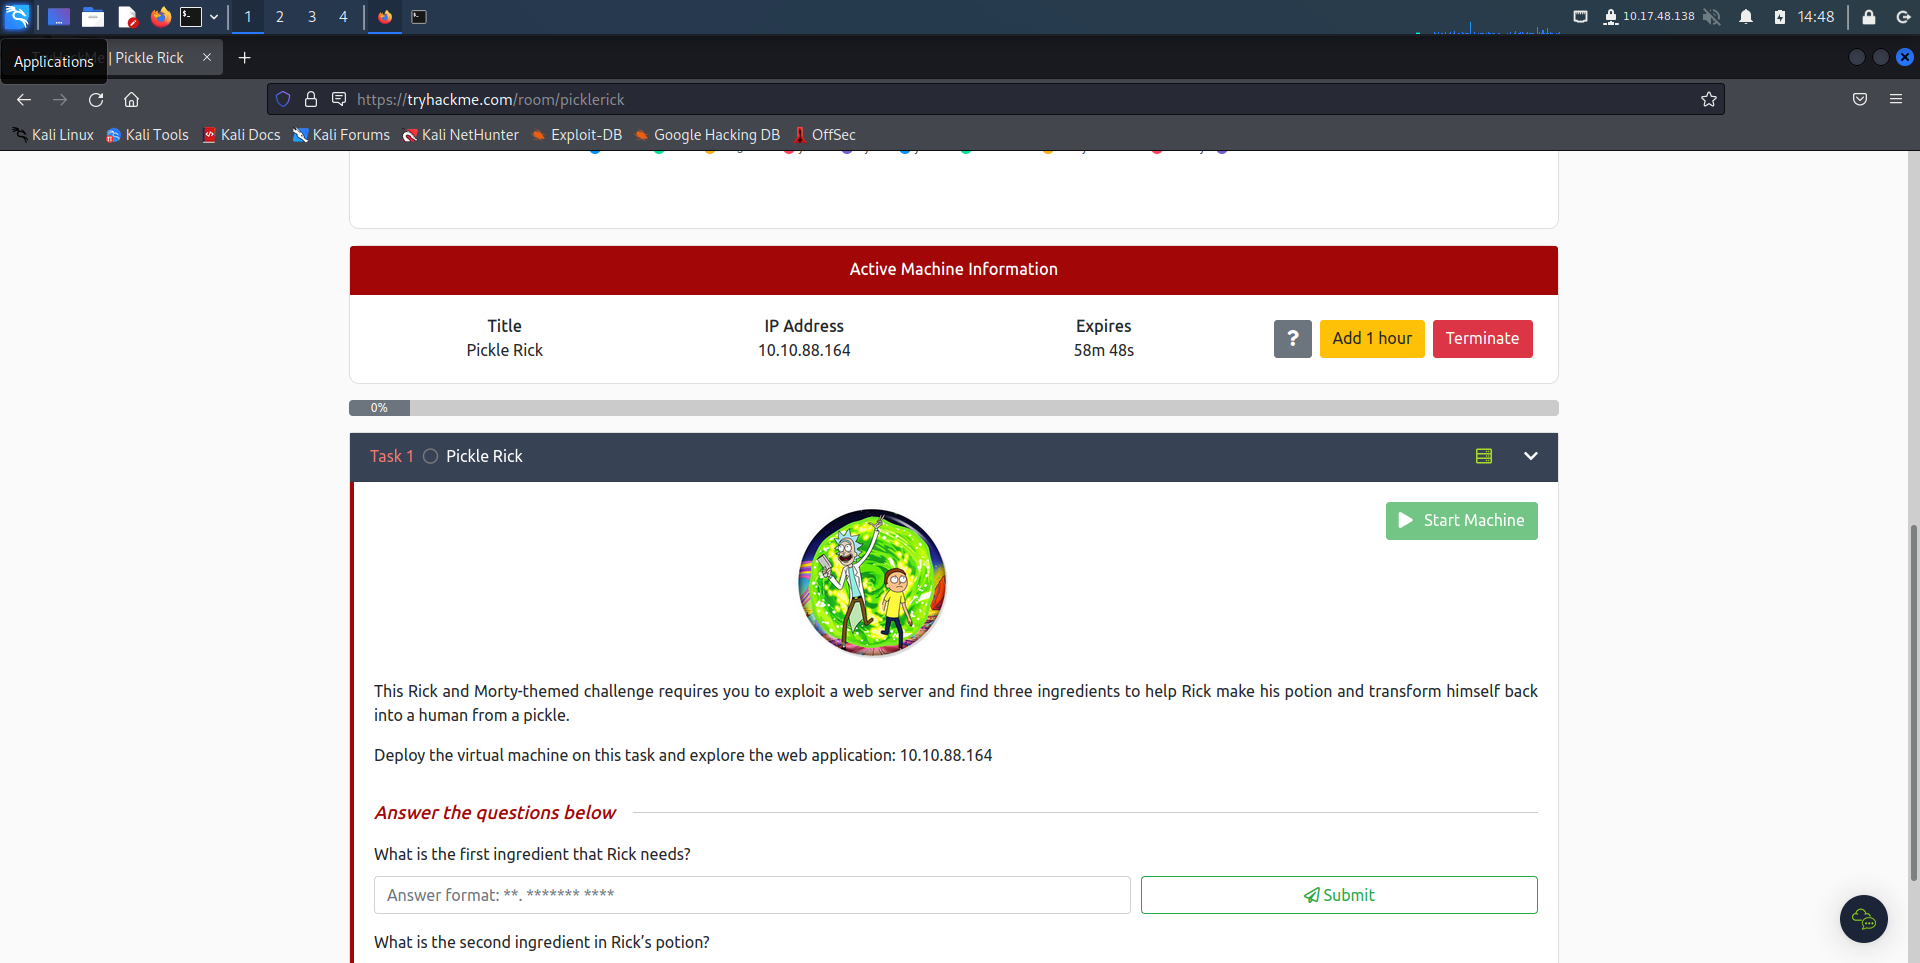 1 2 3 4 10.17.48.138 14:48
Applications | Pickle Rick
https://tryhackme.com/room/picklerick
Kali Linux Kali Tools Kali Docs Kali Forums Kali NetHunter Exploit-DB Google Hacking DB OffSec
Active Machine Information
Title IP Address Expires
Pickle Rick 10.10.88.164 58m 48s
? Add 1 hour Terminate
0%
Task 1 Pickle Rick
Start Machine
This Rick and Morty-themed challenge requires you to exploit a web server and find three ingredients to help Rick make his potion and transform himself back
into a human from a pickle.
Deploy the virtual machine on this task and explore the web application: 10.10.88.164
Answer the questions below
What is the first ingredient that Rick needs?
Answer format: **. ******* **** Submit
What is the second ingredient in Rick’s potion?